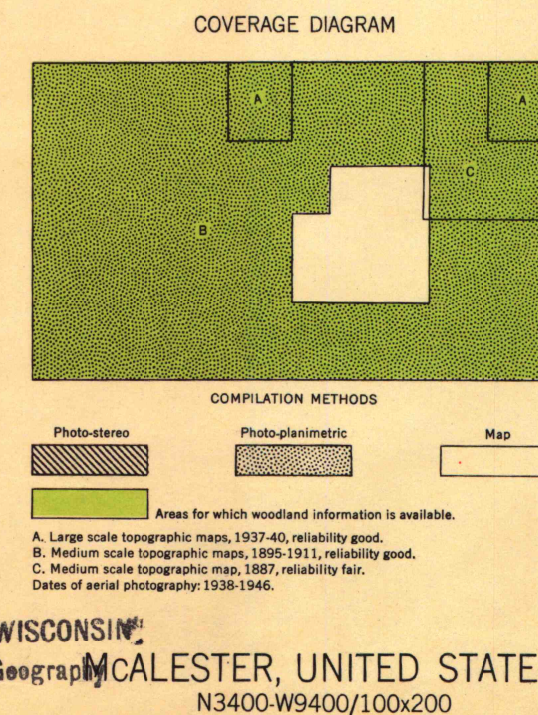 COVERAGE DIAGRAM
A
A
C
B
COMPILATION METHODS
Photo-stereo
Photo-planimetric
Map
Areas for which woodland information is available.
A. Large scale topographic maps, 1937-40, reliability good.
B. Medium scale topographic maps, 1895-1911, reliability good.
C. Medium scale topographic map, 1887, reliability fair.
Dates of aerial photography: 1938-1946.
WISCONSIN
Geography
MCALESTER, UNITED STATE
N3400-W9400/100x200